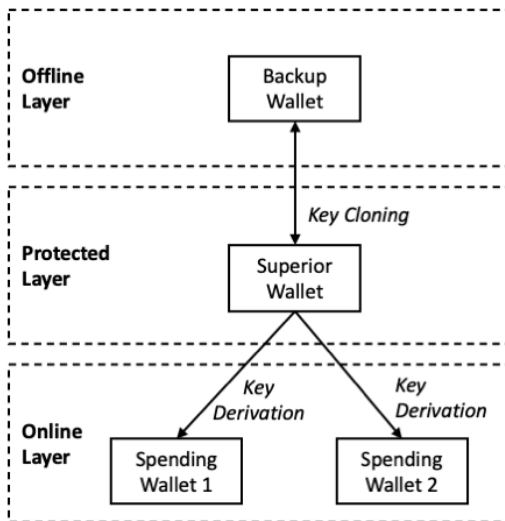 Offline
Layer
Backup
Wallet
Key Cloning
Protected
Layer
Superior
Wallet
Key
Derivation
Key
Derivation
Online
Layer
Spending
Wallet 1
Spending
Wallet 2